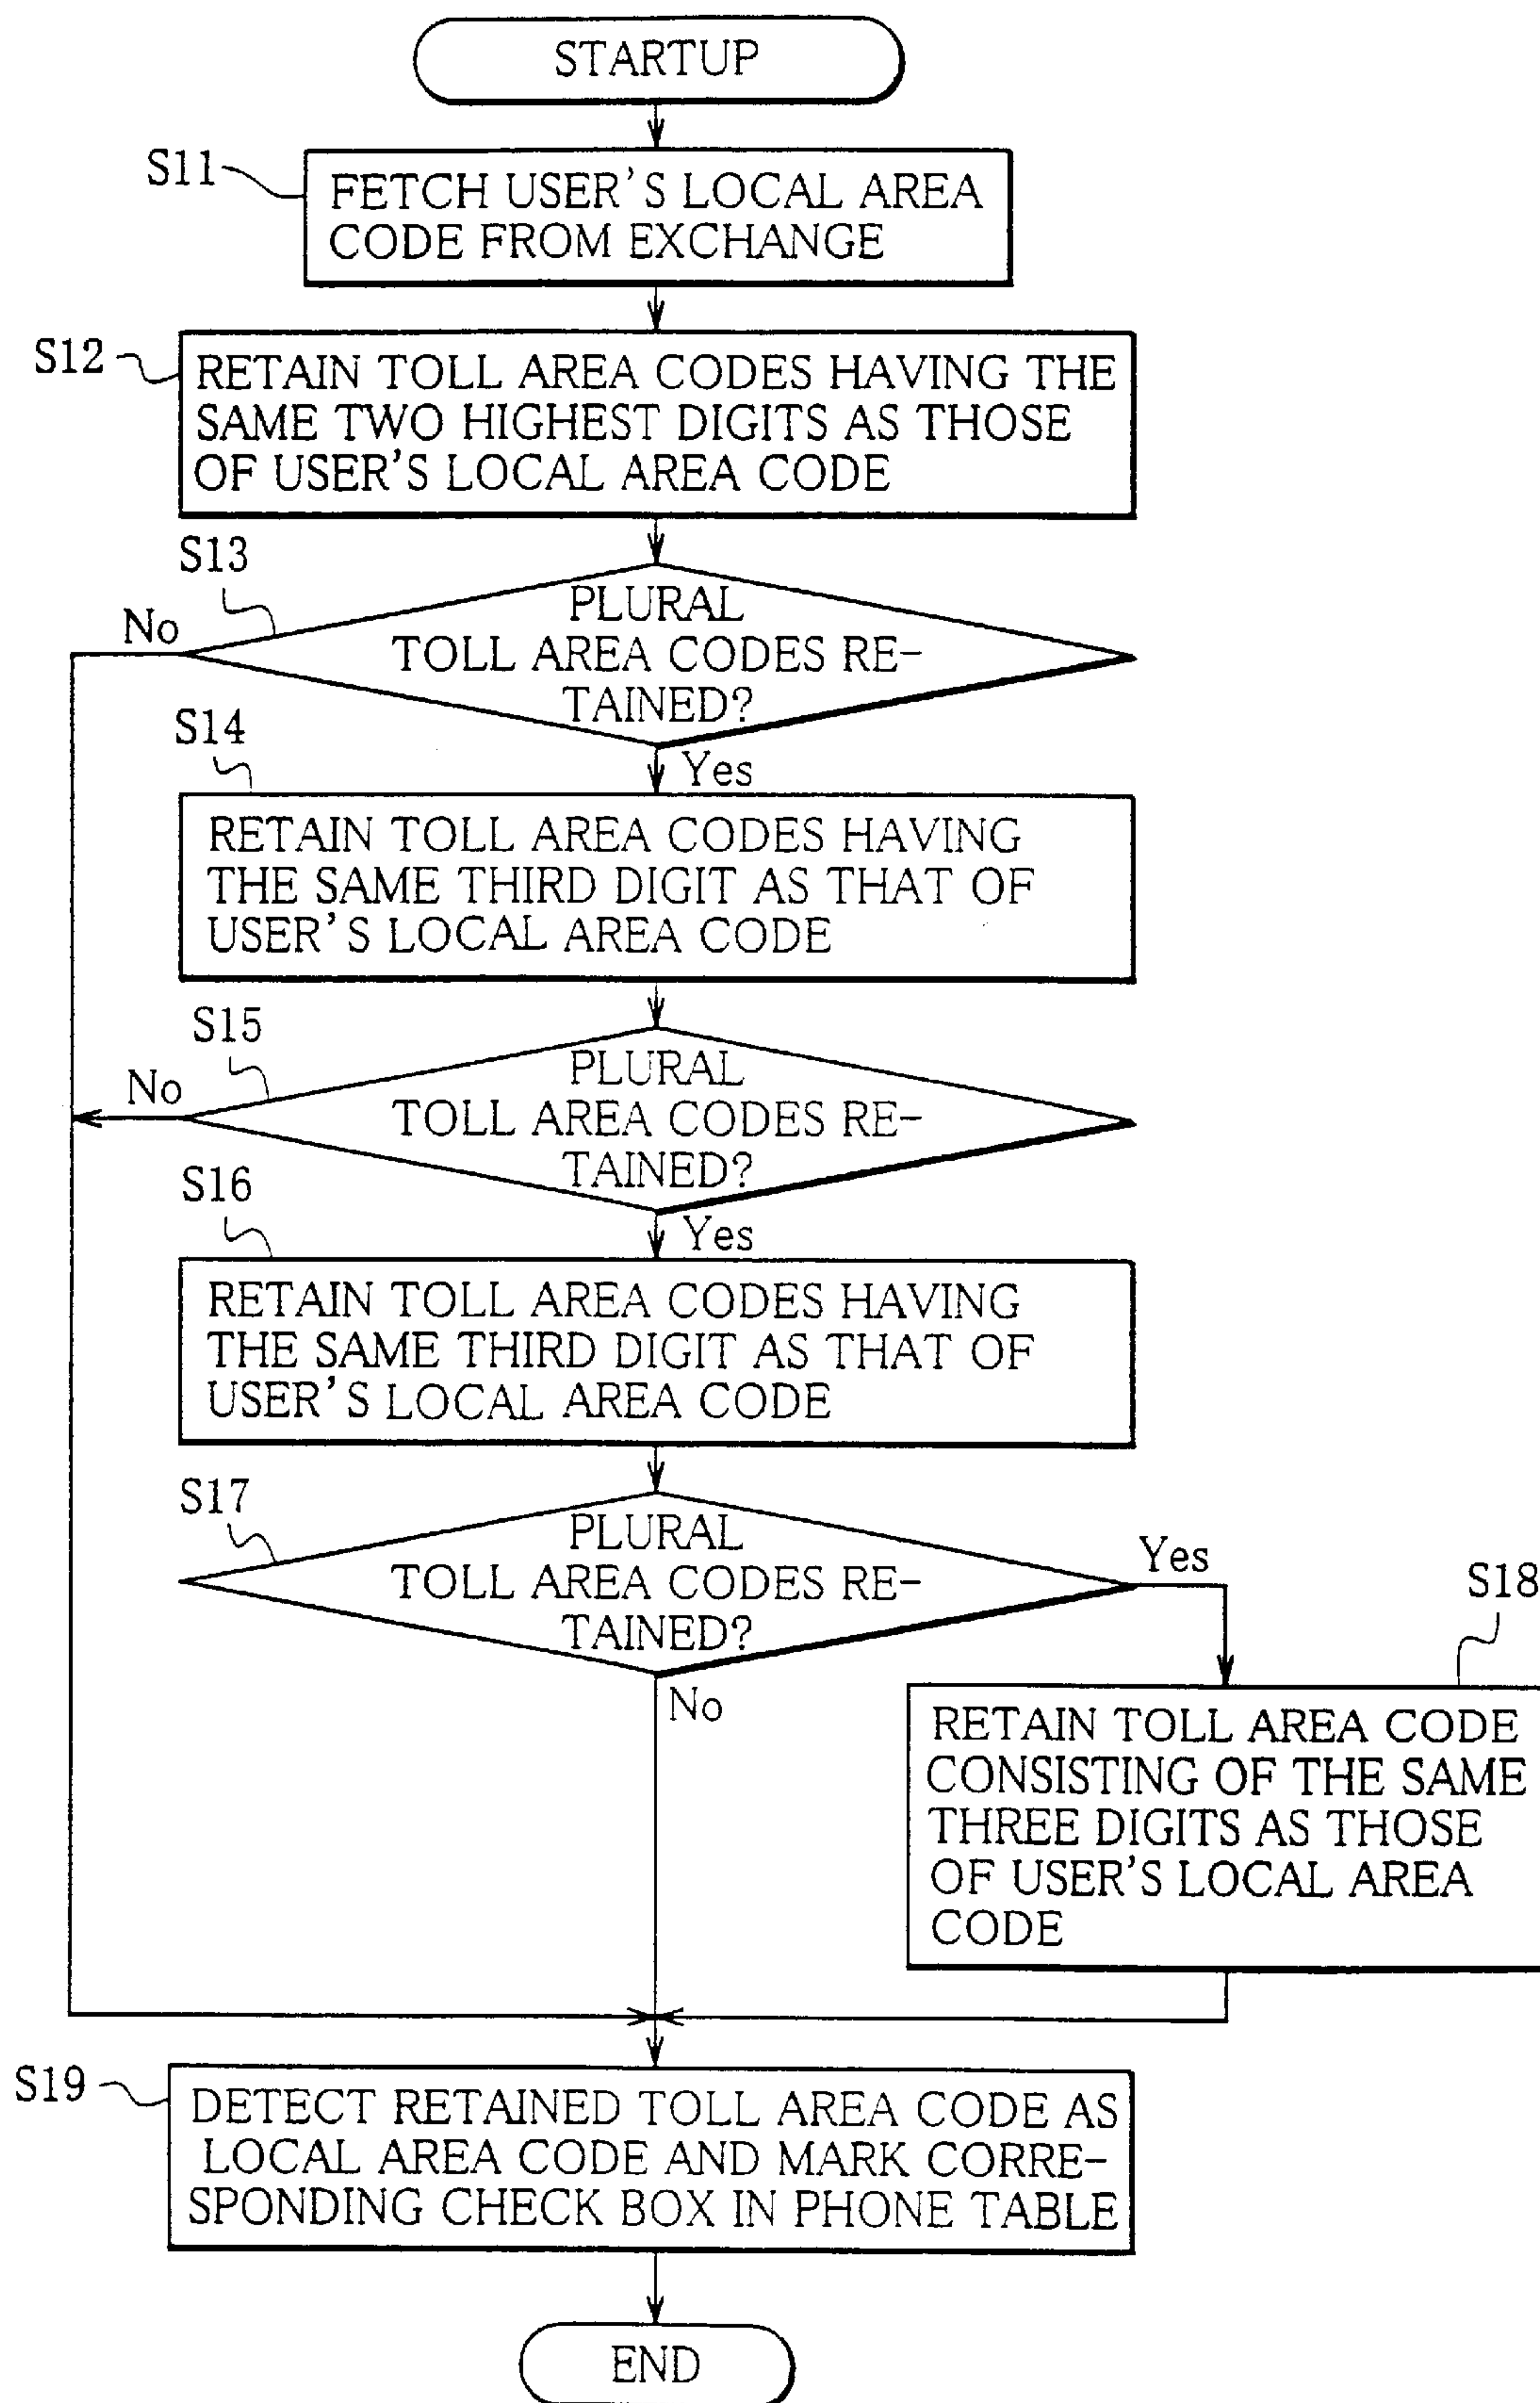 STARTUP
S11
FETCH USER'S LOCAL AREA
CODE FROM EXCHANGE
S12
RETAIN TOLL AREA CODES HAVING THE
SAME TWO HIGHEST DIGITS AS THOSE
OF USER'S LOCAL AREA CODE
S13
No
PLURAL
TOLL AREA CODES RE-
TAINED?
S14
Yes
RETAIN TOLL AREA CODES HAVING
THE SAME THIRD DIGIT AS THAT OF
USER'S LOCAL AREA CODE
S15
No
PLURAL
TOLL AREA CODES RE-
TAINED?
S16
Yes
RETAIN TOLL AREA CODES HAVING
THE SAME THIRD DIGIT AS THAT OF
USER'S LOCAL AREA CODE
S17
PLURAL
TOLL AREA CODES RE-
TAINED?
Yes
S18
No
RETAIN TOLL AREA CODE
CONSISTING OF THE SAME
THREE DIGITS AS THOSE
OF USER'S LOCAL AREA
CODE
S19
DETECT RETAINED TOLL AREA CODE AS
LOCAL AREA CODE AND MARK CORRE-
SPONDING CHECK BOX IN PHONE TABLE
END